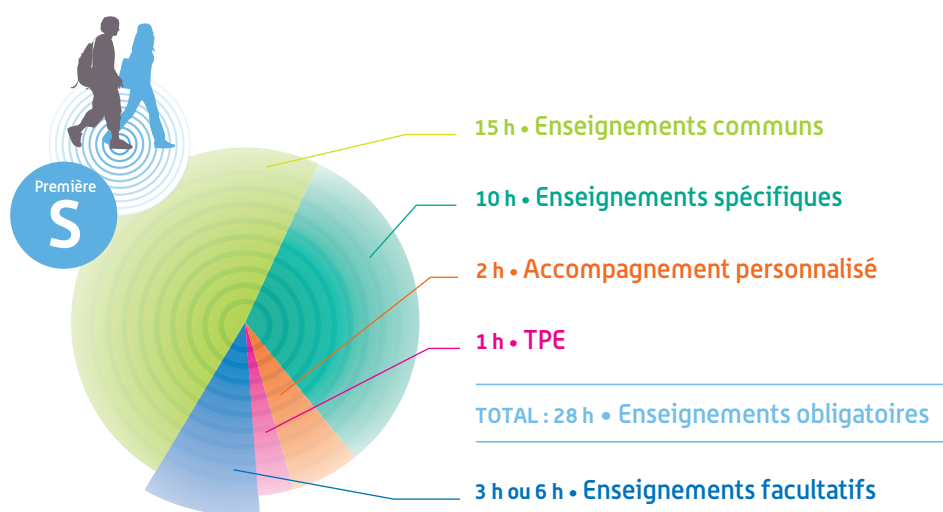 Première
S
15 h • Enseignements communs
10 h • Enseignements spécifiques
2 h • Accompagnement personnalisé
1 h • TPE
TOTAL : 28 h • Enseignements obligatoires
3 h ou 6 h • Enseignements facultatifs